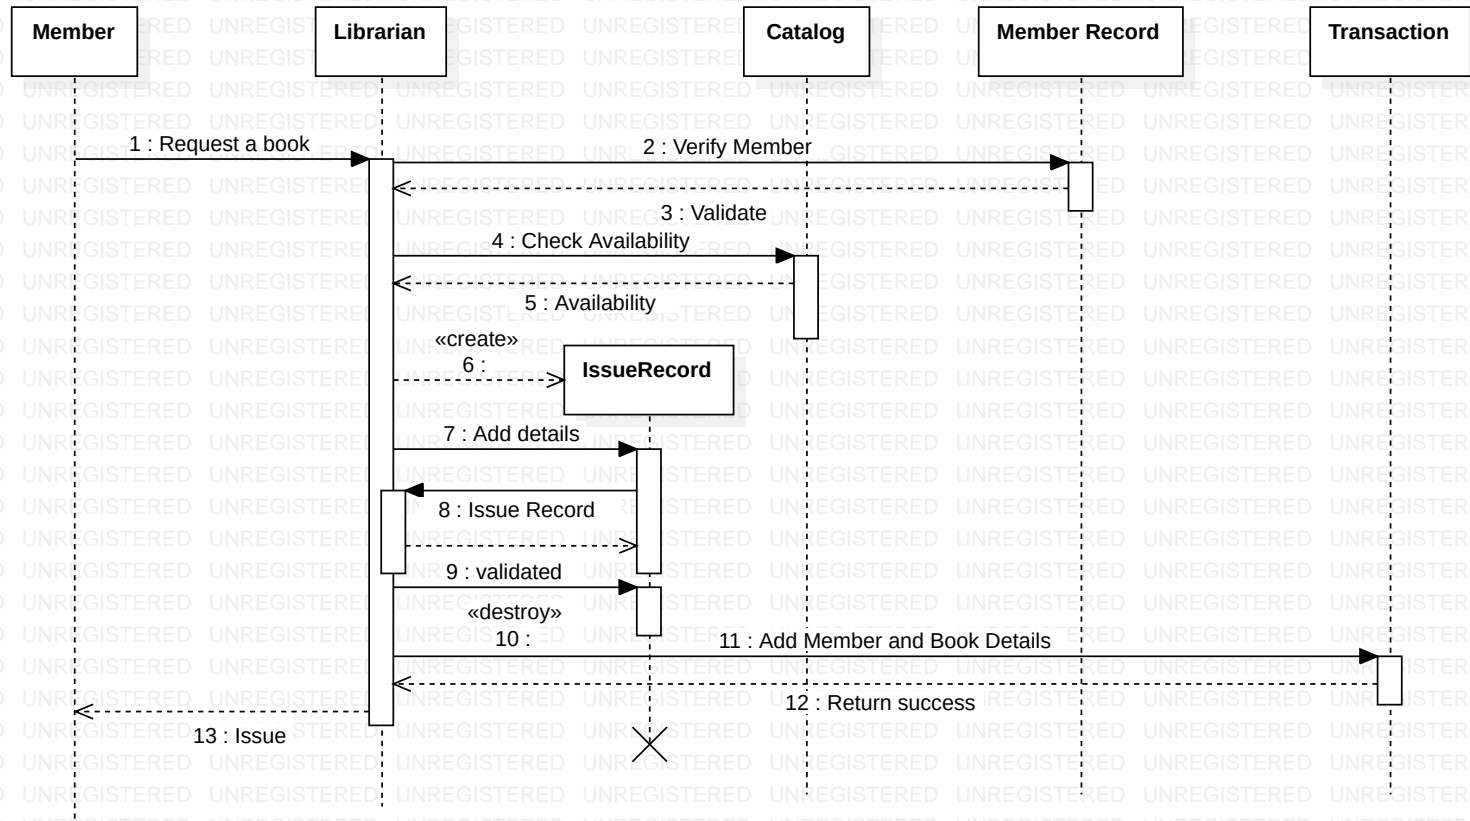 Member
Librarian
Catalog
Member Record
Transaction
1 : Request a book
2 : Verify Member
3 : Validate
4 : Check Availability
5 : Availability
«create»
6 :
IssueRecord
7 : Add details
8 : Issue Record
9 : validated
«destroy»
10 :
11 : Add Member and Book Details
12 : Return success
13 : Issue
UNREGISTERED